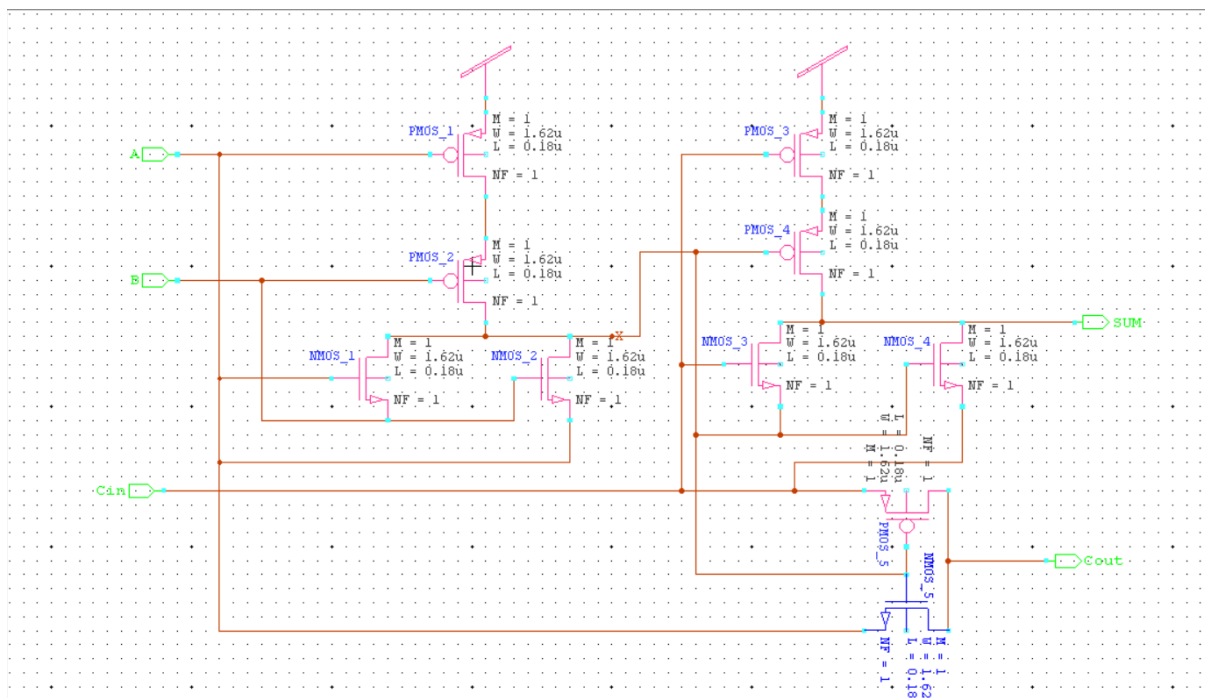 M = 1
W = 1.62u
L = 0.18u
PMOS_1
NF = 1
M = 1
W = 1.62u
L = 0.18u
PMOS_3
NF = 1
A
M = 1
W = 1.62u
L = 0.18u
PMOS_2
NF = 1
M = 1
W = 1.62u
L = 0.18u
PMOS_4
NF = 1
B
M = 1
W = 1.62u
L = 0.18u
NMOS_1
NF = 1
M = 1
W = 1.62u
L = 0.18u
NMOS_2
NF = 1
M = 1
W = 1.62u
L = 0.18u
NMOS_3
NF = 1
M = 1
W = 1.62u
L = 0.18u
NMOS_4
NF = 1
SUM
Cin
NF = 1
L = 0.18u
W = 1.62u
M = 1
PMOS_5
NMOS_5
Cout
M = 1
W = 1.62
L = 0.18
NF = 1